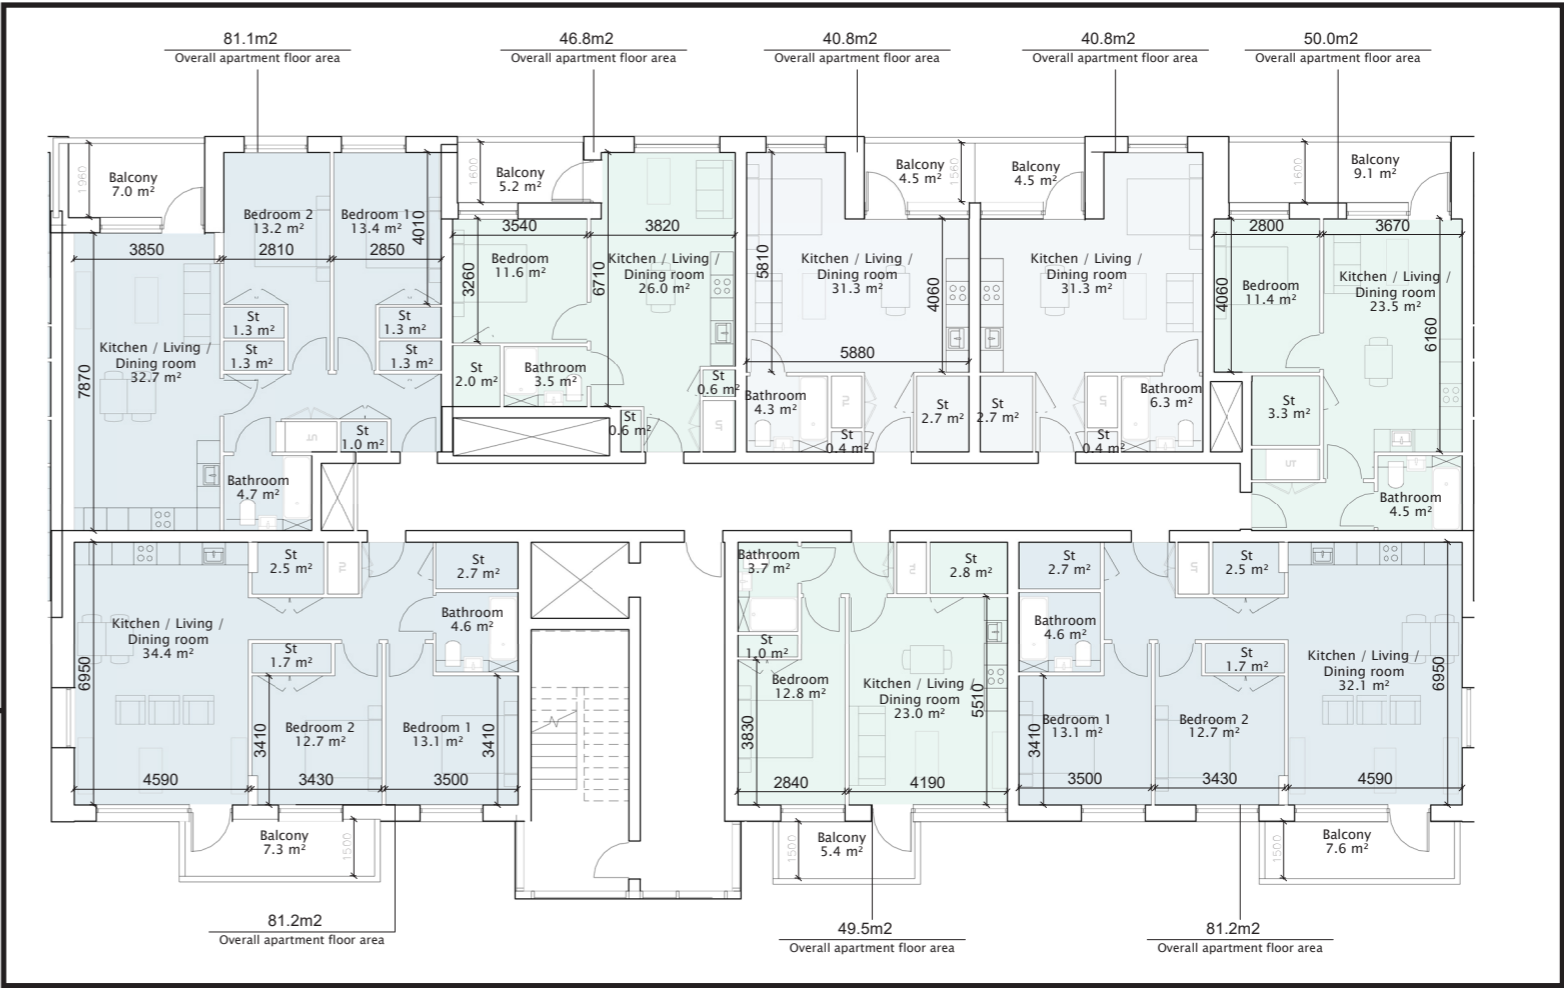 81.1m2
Overall apartment floor area
46.8m2
Overall apartment floor area
40.8m2
Overall apartment floor area
40.8m2
Overall apartment floor area
50.0m2
Overall apartment floor area
1960
Balcony
7.0 m²
3850
7870
Kitchen / Living /
Dining room
32.7 m²
Bedroom 2
13.2 m²
2810
Bedroom 1
13.4 m²
2850
4010
St
1.3 m²
St
1.3 m²
St
1.3 m²
St
1.3 m²
UT
St
1.0 m²
Bathroom
4.7 m²
1600
Balcony
5.2 m²
3540
3260
Bedroom
11.6 m²
3820
6710
Kitchen / Living /
Dining room
26.0 m²
St
2.0 m²
Bathroom
3.5 m²
St
0.6 m²
St
0.6 m²
UT
5810
Kitchen / Living /
Dining room
31.3 m²
4060
5880
Balcony
4.5 m²
1560
Bathroom
4.3 m²
UT
St
0.4 m²
St
2.7 m²
Balcony
4.5 m²
Kitchen / Living /
Dining room
31.3 m²
St
2.7 m²
UT
St
0.4 m²
Bathroom
6.3 m²
1600
Balcony
9.1 m²
2800
3670
4060
Bedroom
11.4 m²
Kitchen / Living /
Dining room
23.5 m²
6160
St
3.3 m²
UT
Bathroom
4.5 m²
St
2.5 m²
UT
St
2.7 m²
Bathroom
4.6 m²
Kitchen / Living /
Dining room
34.4 m²
6950
St
1.7 m²
3410
Bedroom 2
12.7 m²
Bedroom 1
13.1 m²
3410
4590
3430
3500
Balcony
7.3 m²
1500
Bathroom
3.7 m²
UT
St
2.8 m²
St
1.0 m²
Bedroom
12.8 m²
3830
Kitchen / Living /
Dining room
23.0 m²
5510
2840
4190
1500
Balcony
5.4 m²
St
2.7 m²
UT
St
2.5 m²
Bathroom
4.6 m²
St
1.7 m²
Kitchen / Living /
Dining room
32.1 m²
6950
3410
Bedroom 1
13.1 m²
Bedroom 2
12.7 m²
3500
3430
4590
1500
Balcony
7.6 m²
81.2m2
Overall apartment floor area
49.5m2
Overall apartment floor area
81.2m2
Overall apartment floor area